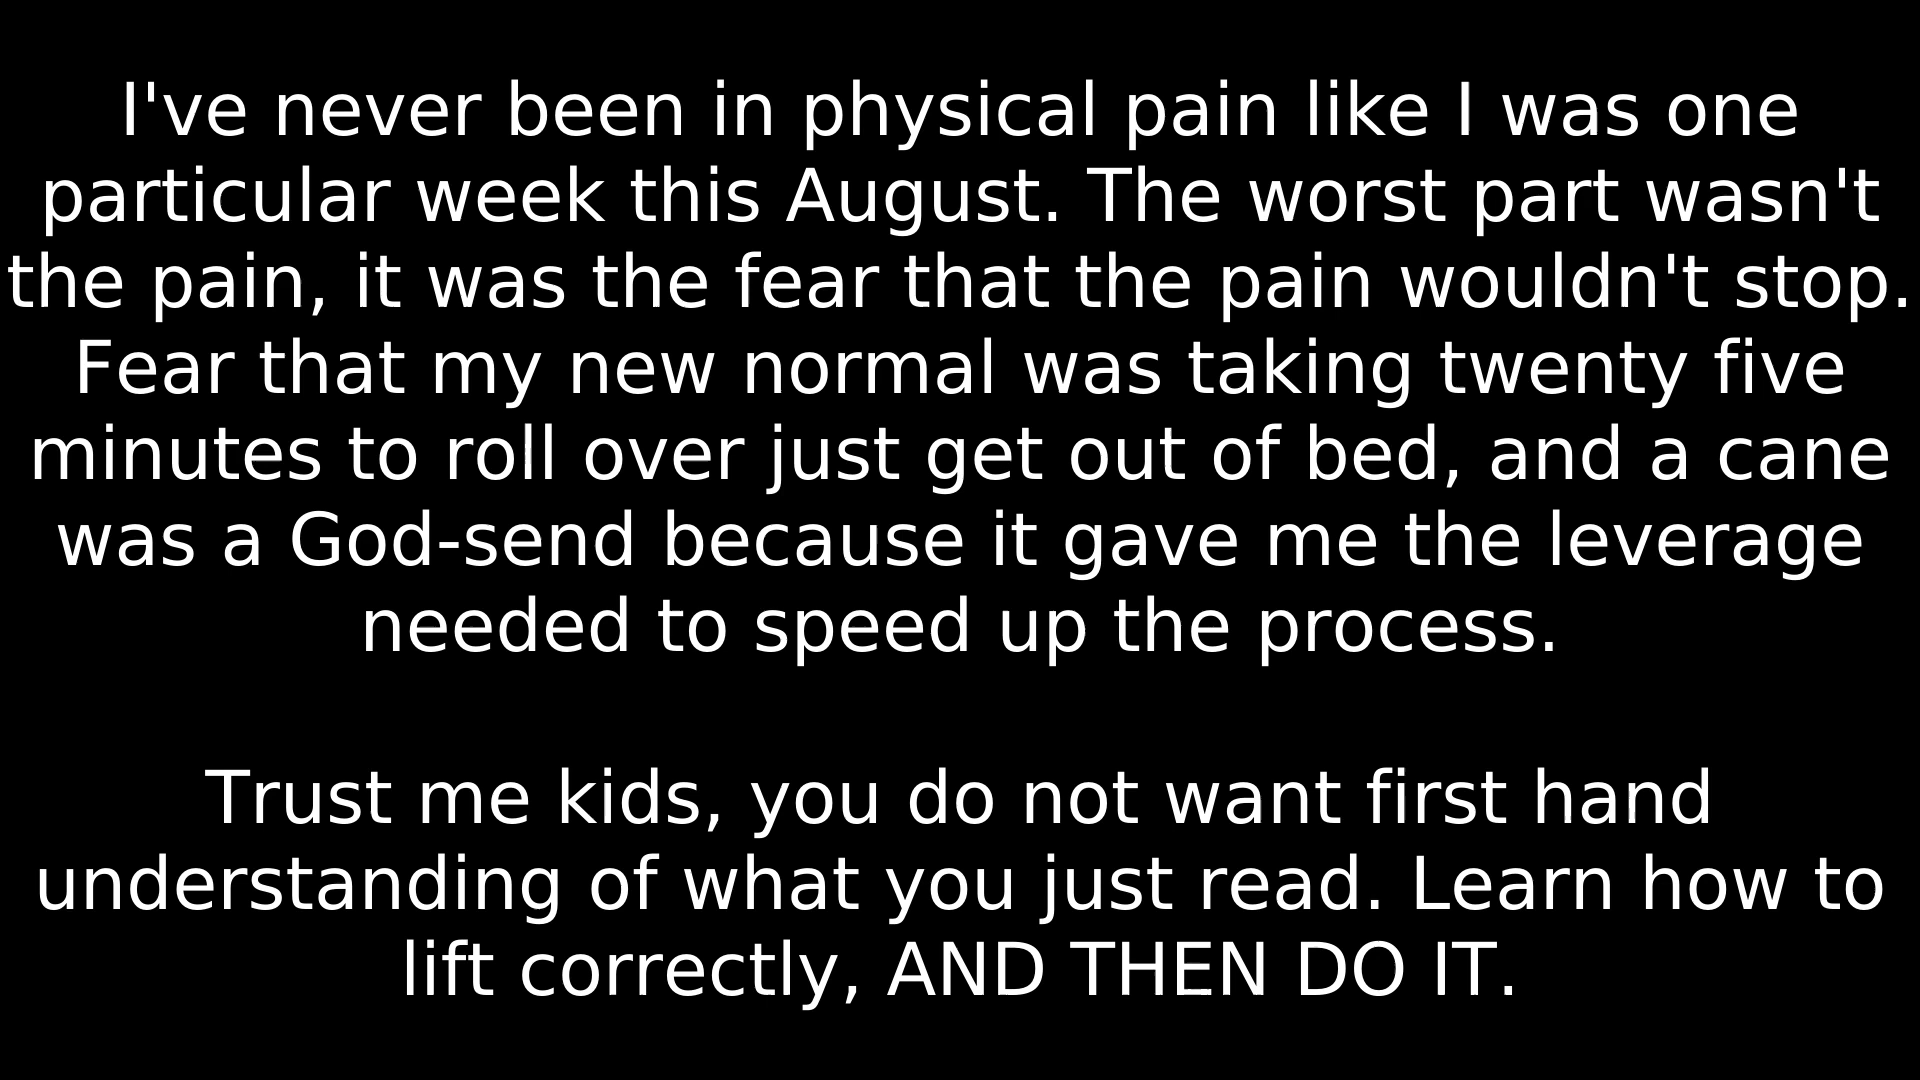 I've never been in physical pain like I was one
particular week this August. The worst part wasn't
the pain, it was the fear that the pain wouldn't stop.
Fear that my new normal was taking twenty five
minutes to roll over just get out of bed, and a cane
was a God-send because it gave me the leverage
needed to speed up the process.
Trust me kids, you do not want first hand
understanding of what you just read. Learn how to
lift correctly, AND THEN DO IT.